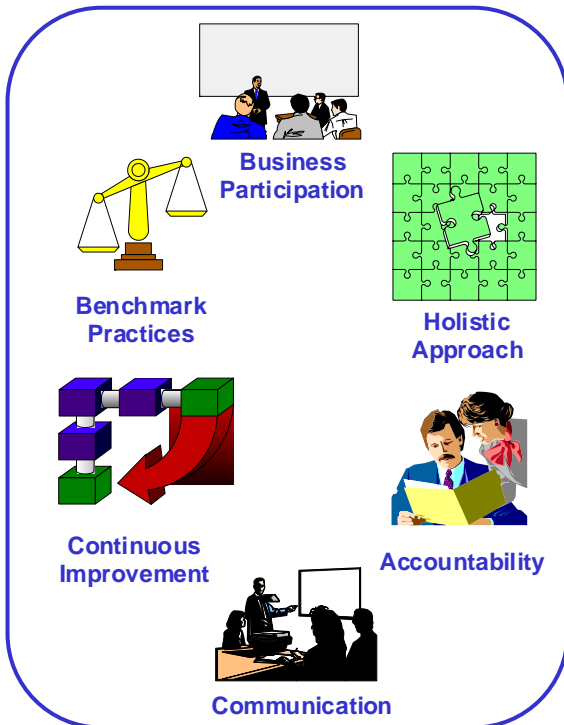 Business
Participation
Benchmark
Practices
Holistic
Approach
Continuous
Improvement
Accountability
Communication